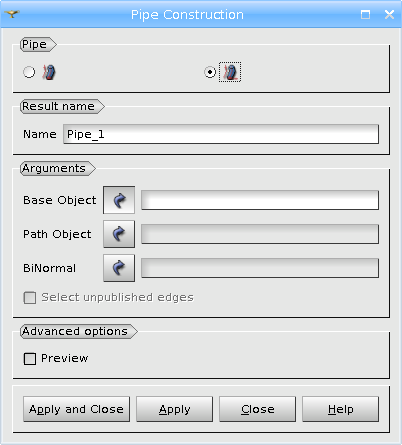 Pipe Construction
Pipe
Result name
Name Pipe_1
Arguments
Base Object
Path Object
BiNormal
Select unpublished edges
Advanced options
Preview
Apply and Close Apply Close Help